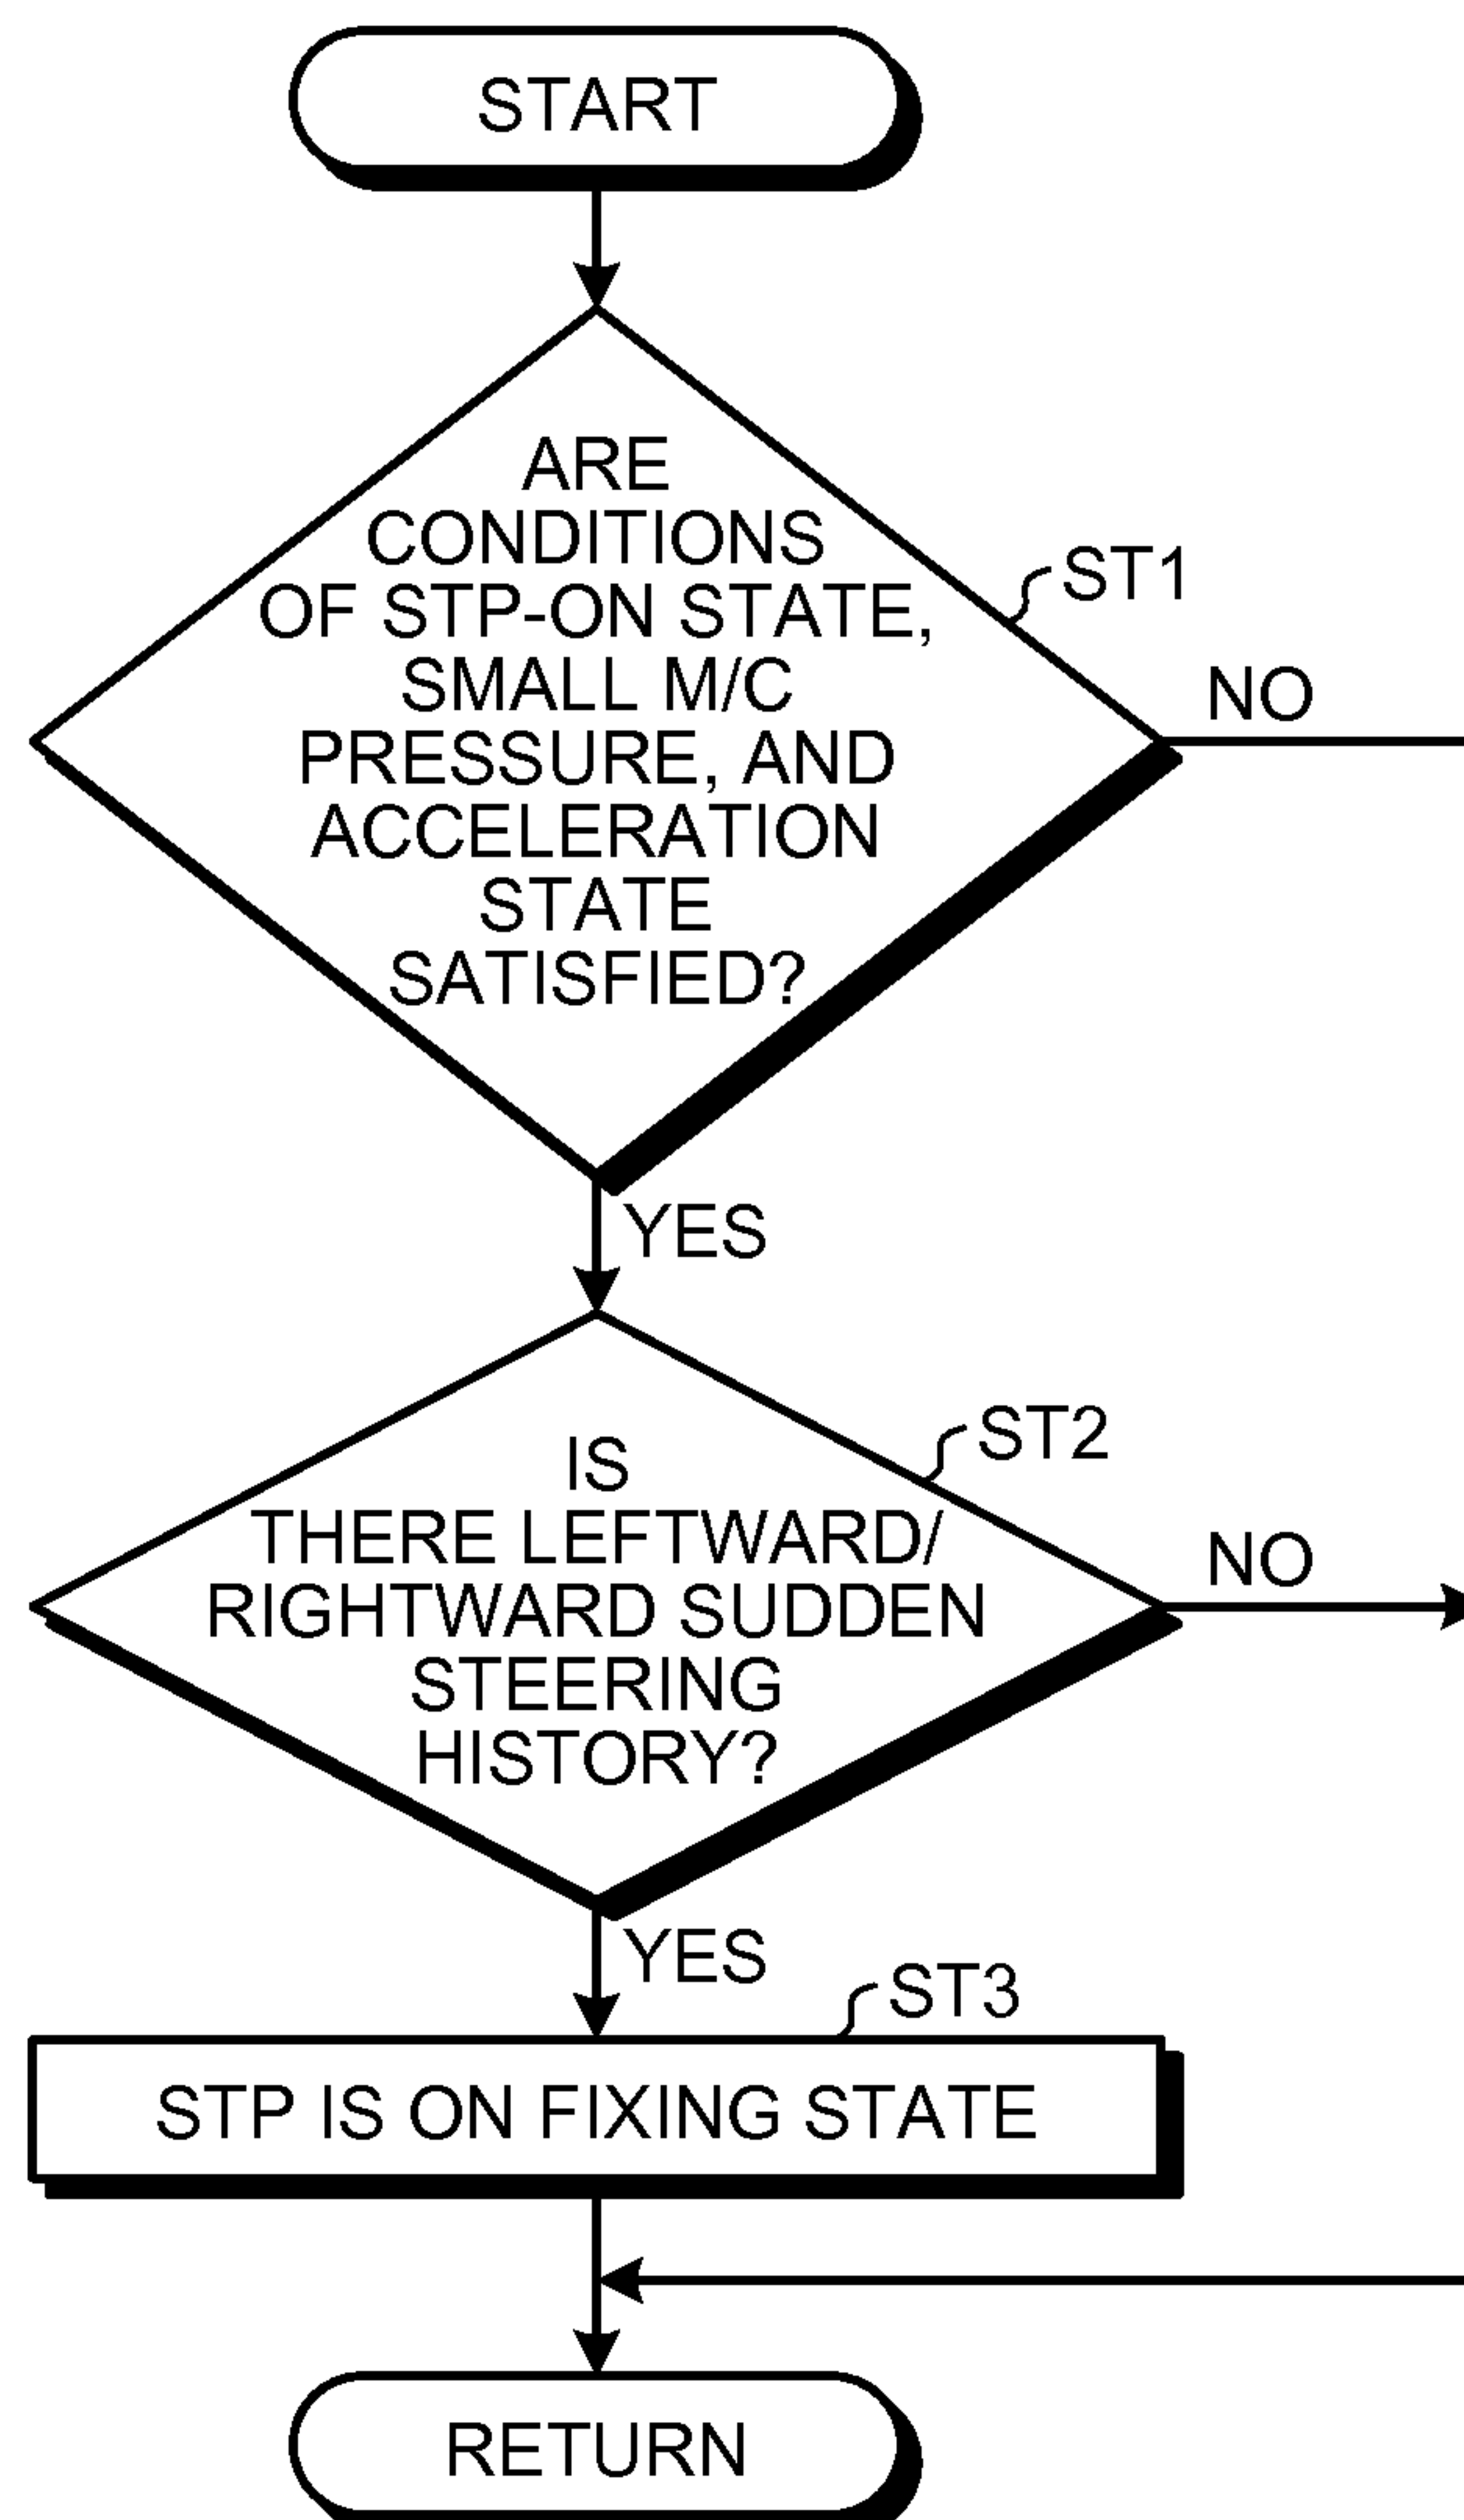 START
ARE
CONDITIONS
OF STP-ON STATE,
SMALL M/C
PRESSURE, AND
ACCELERATION
STATE
SATISFIED?
ST1
NO
YES
IS
THERE LEFTWARD/
RIGHTWARD SUDDEN
STEERING
HISTORY?
ST2
NO
YES
ST3
STP IS ON FIXING STATE
RETURN